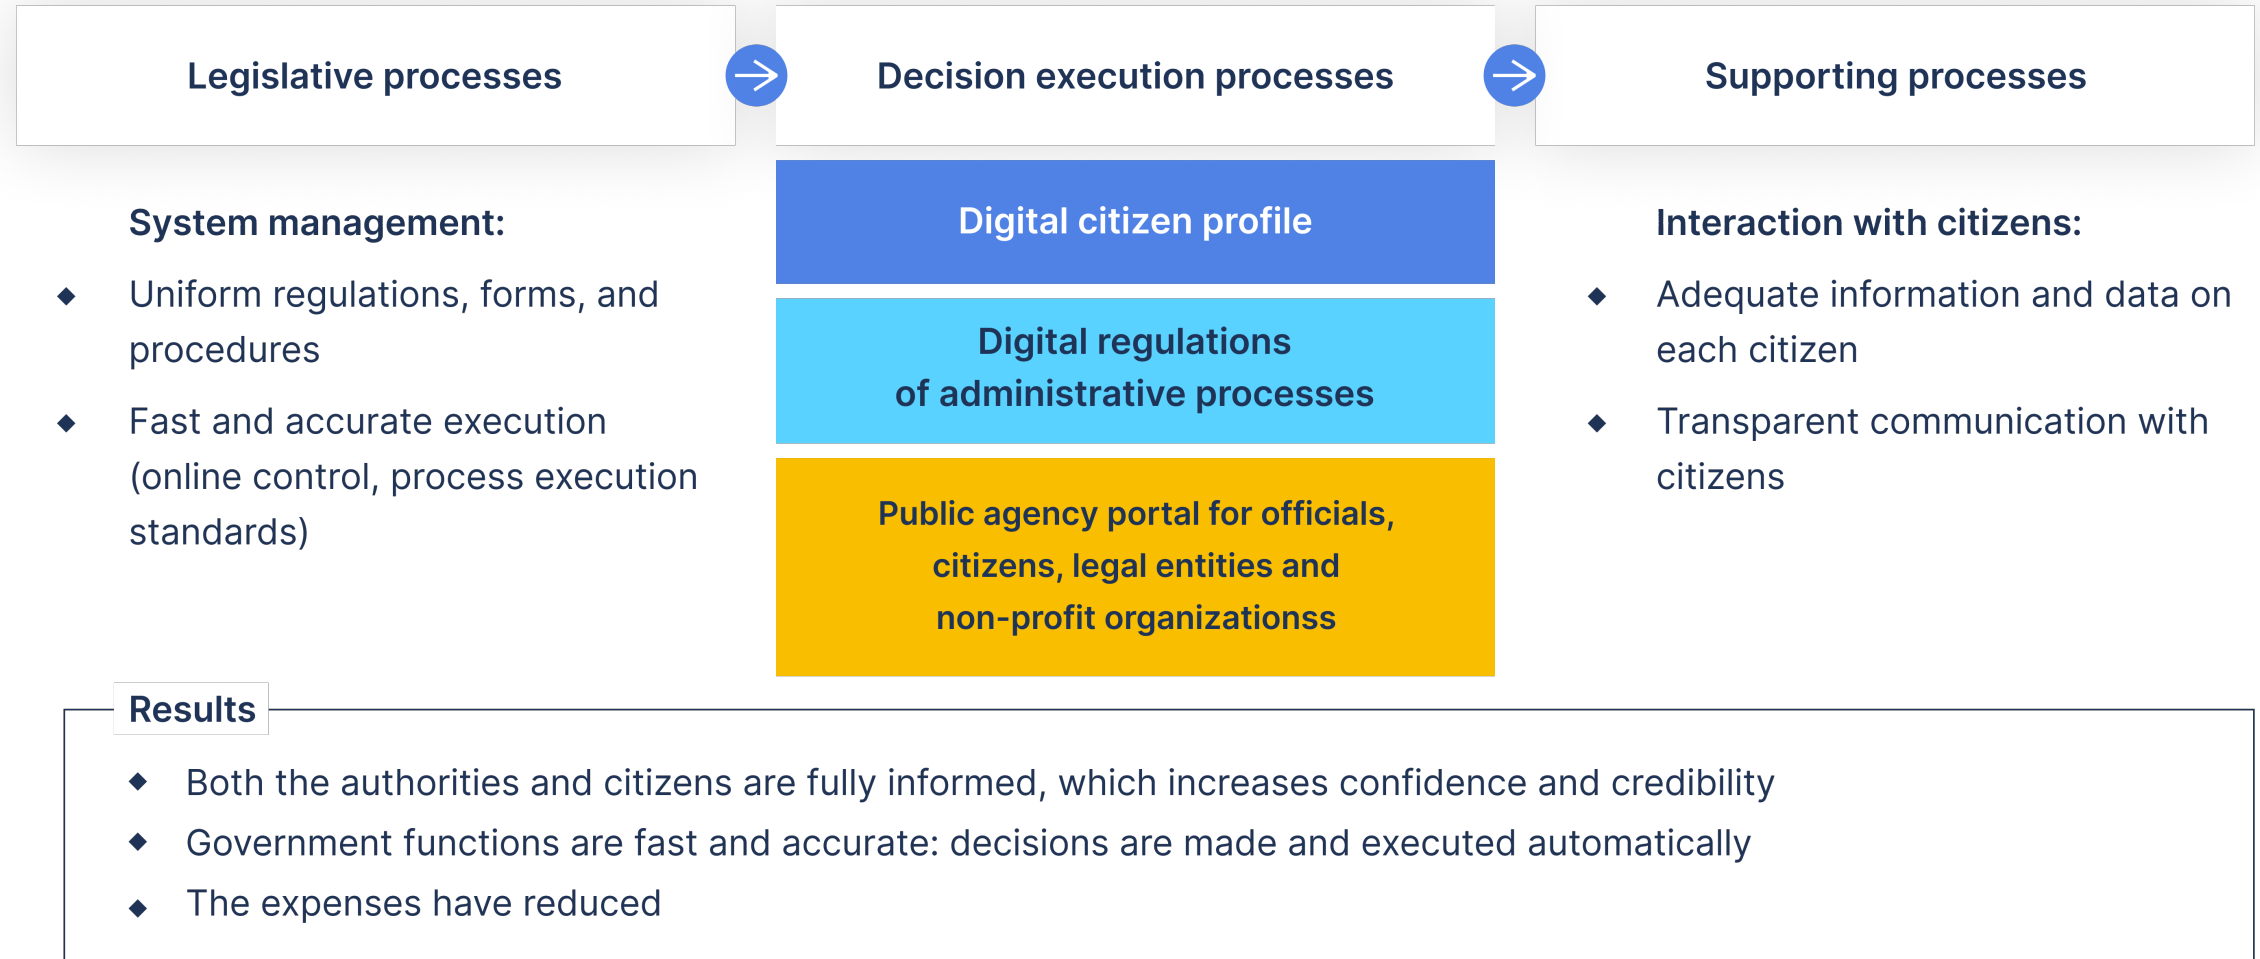 Legislative processes
Decision execution processes
Supporting processes
System management:
Uniform regulations, forms, and
procedures
Fast and accurate execution
(online control, process execution
standards)
Digital citizen profile
Digital regulations
of administrative processes
Public agency portal for officials,
citizens, legal entities and
non-profit organizationss
Interaction with citizens:
Adequate information and data on
each citizen
Transparent communication with
citizens
Results
Both the authorities and citizens are fully informed, which increases confidence and credibility
Government functions are fast and accurate: decisions are made and executed automatically
The expenses have reduced